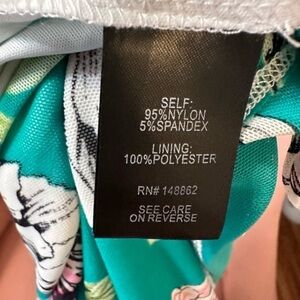 SELF:
95%NYLON
5%SPANDEX
LINING:
100%POLYESTER
RN# 148862
SEE CARE
ON REVERSE